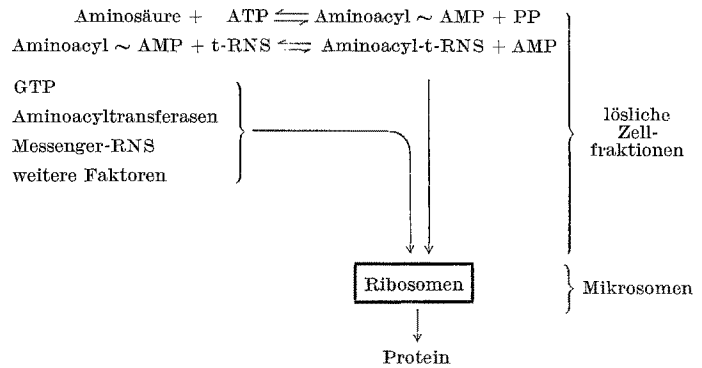 Aminosäure + ATP ⇌ Aminoacyl ~ AMP + PP
Aminoacyl ~ AMP + t-RNS ⇌ Aminoacyl-t-RNS + AMP
GTP
Aminoacyltransferasen
Messenger-RNS
weitere Faktoren
lösliche
Zell-
fraktionen
Ribosomen
Mikrosomen
Protein